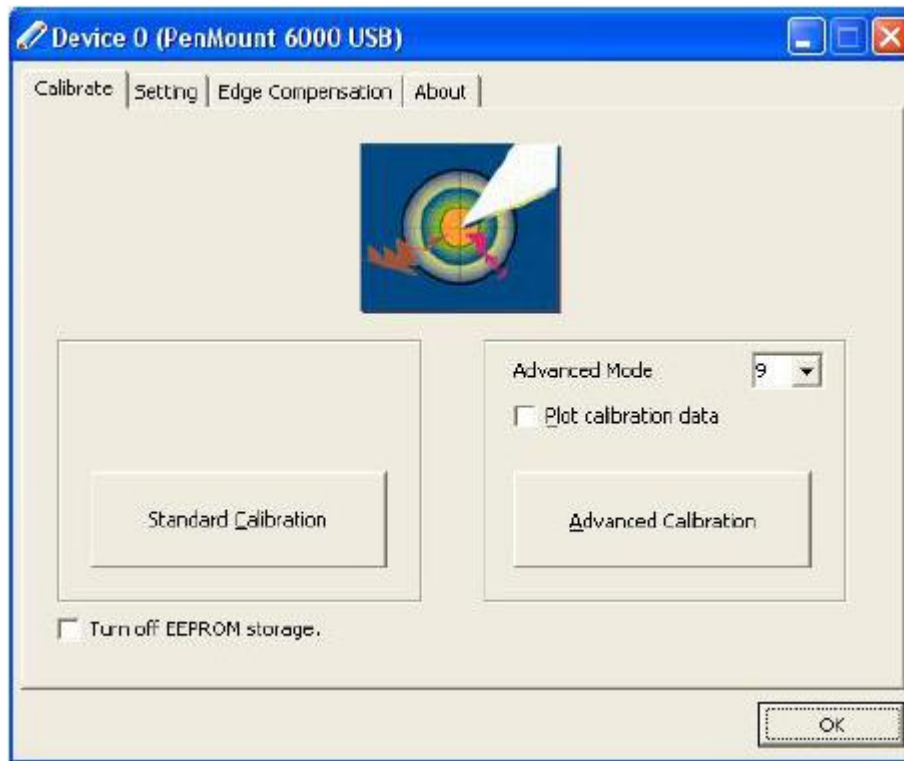 Device 0 (PenMount 6000 USB)
Calibrate Setting Edge Compensation About
Advanced Mode 9
Plot calibration data
Standard Calibration
Advanced Calibration
Turn off EEPROM storage.
OK